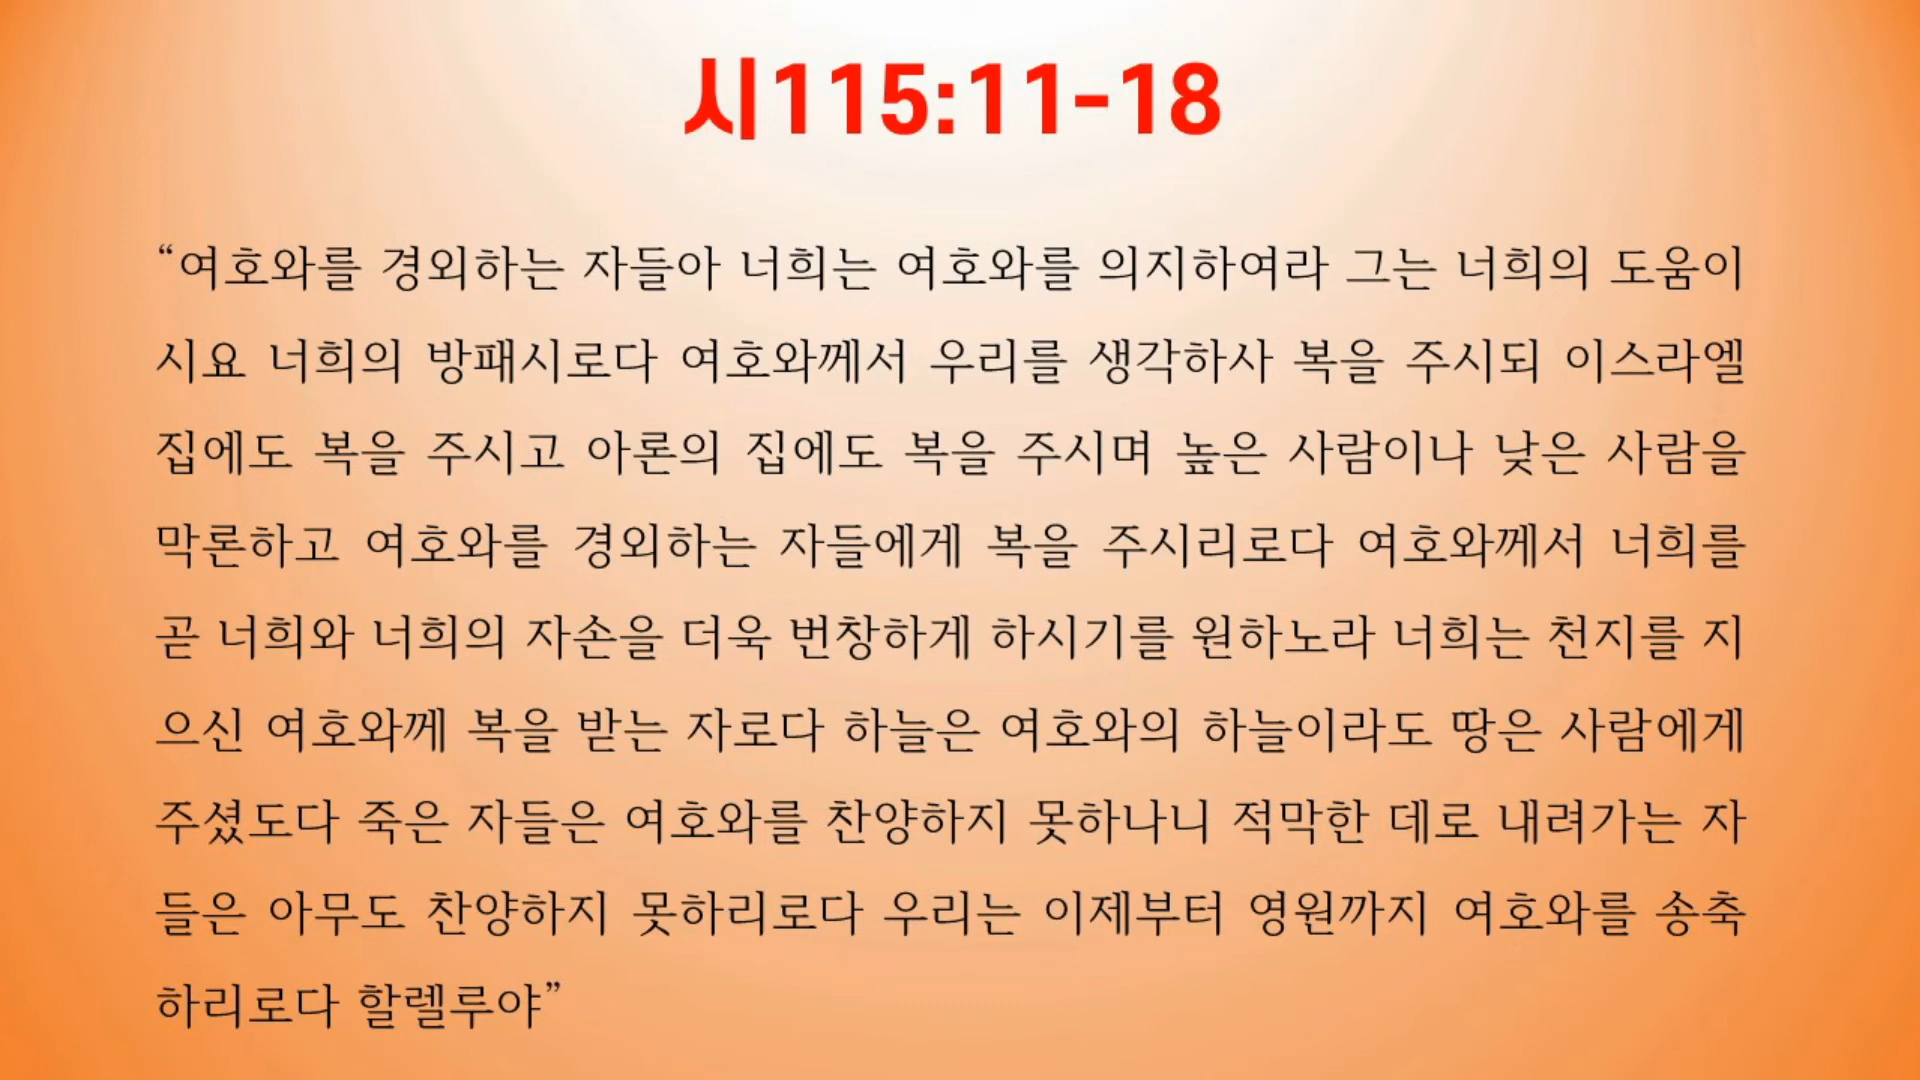 시115:11-18
“여호와를 경외하는 자들아 너희는 여호와를 의지하여라 그는 너희의 도움이
시요 너희의 방패시로다 여호와께서 우리를 생각하사 복을 주시되 이스라엘
집에도 복을 주시고 아론의 집에도 복을 주시며 높은 사람이나 낮은 사람을
막론하고 여호와를 경외하는 자들에게 복을 주시리로다 여호와께서 너희를
곧 너희와 너희의 자손을 더욱 번창하게 하시기를 원하노라 너희는 천지를 지
으신 여호와께 복을 받는 자로다 하늘은 여호와의 하늘이라도 땅은 사람에게
주셨도다 죽은 자들은 여호와를 찬양하지 못하나니 적막한 데로 내려가는 자
들은 아무도 찬양하지 못하리로다 우리는 이제부터 영원까지 여호와를 송축
하리로다 할렐루야”